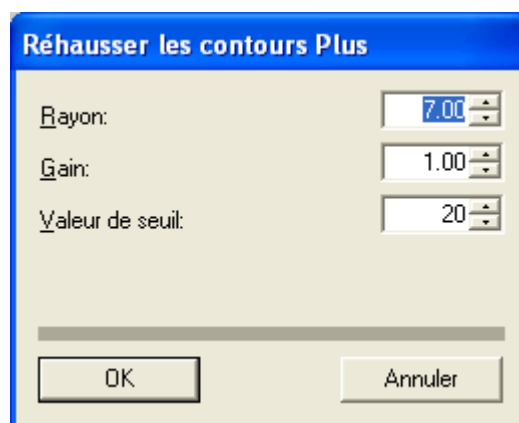 Réhausser les contours Plus
Rayon: 7.00
Gain: 1.00
Valeur de seuil: 20
OK Annuler